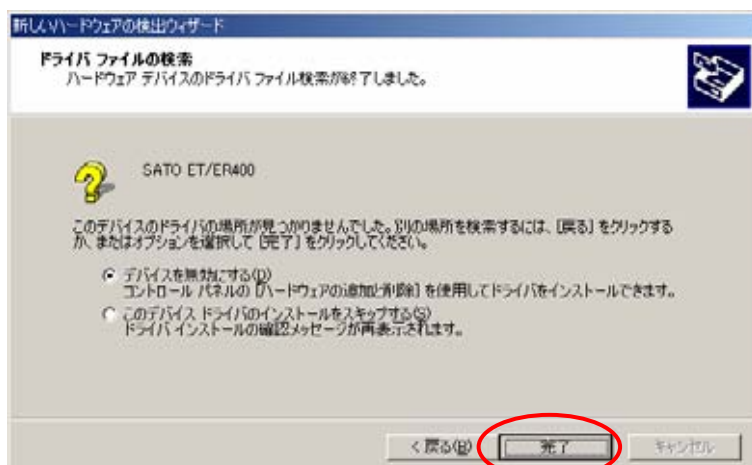 新しいハードウェアの検出ウィザード
ドライバ ファイルの検索
ハードウェア デバイスのドライバ ファイル検索が終了しました。
SATO ET/ER400
このデバイスのドライバの場所が見つかりませんでした。別の場所を検索するには、[戻る] をクリックする
か、またはオプションを選択して [完了] をクリックしてください。
デバイスを無効にする(D)
コントロール パネルの [ハードウェアの追加と削除] を使用してドライバをインストールできます。
このデバイス ドライバのインストールをスキップする(S)
ドライバ インストールの確認メッセージが再表示されます。
< 戻る(B) 完了 キャンセル